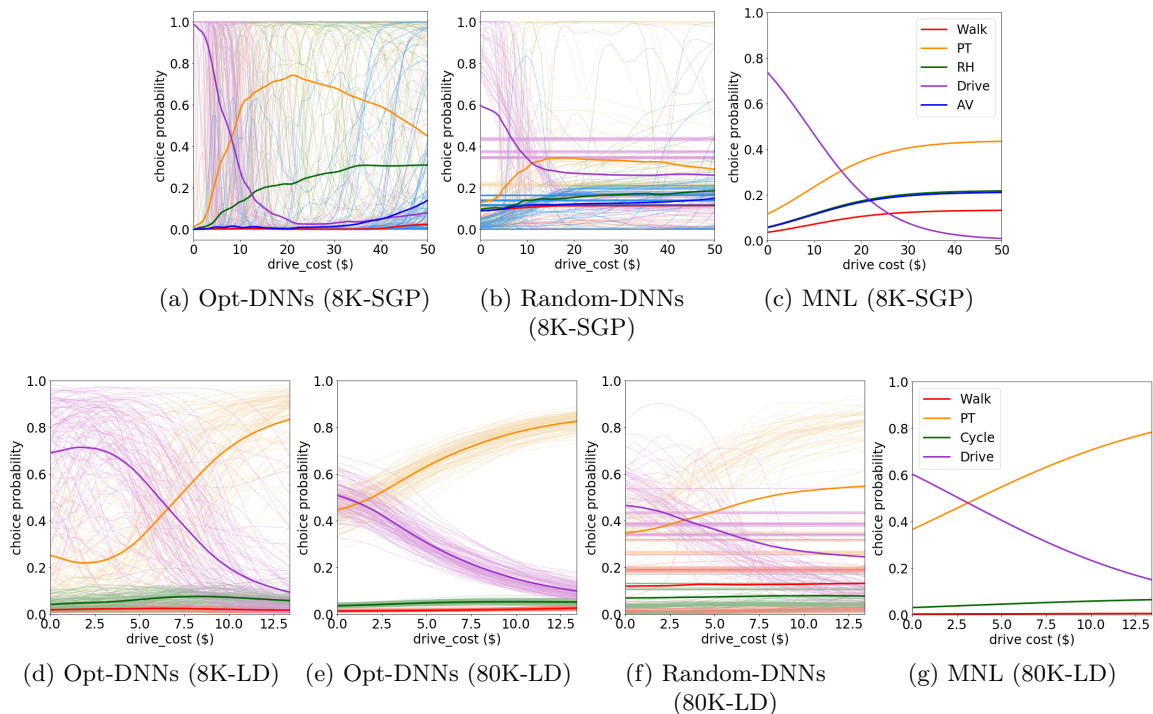 1.0
0.8
0.6
0.4
0.2
0.0
choice probability
0 10 20 30 40 50
drive_cost ($)
(a) Opt-DNNs (8K-SGP)
1.0
0.8
0.6
0.4
0.2
0.0
choice probability
0 10 20 30 40 50
drive_cost ($)
(b) Random-DNNs
(8K-SGP)
1.0
0.8
0.6
0.4
0.2
0.0
choice probability
Walk
PT
RH
Drive
AV
0 10 20 30 40 50
drive cost ($)
(c) MNL (8K-SGP)
1.0
0.8
0.6
0.4
0.2
0.0
choice probability
0.0 2.5 5.0 7.5 10.0 12.5
drive_cost ($)
(d) Opt-DNNs (8K-LD)
1.0
0.8
0.6
0.4
0.2
0.0
choice probability
0.0 2.5 5.0 7.5 10.0 12.5
drive_cost ($)
(e) Opt-DNNs (80K-LD)
1.0
0.8
0.6
0.4
0.2
0.0
choice probability
0.0 2.5 5.0 7.5 10.0 12.5
drive_cost ($)
(f) Random-DNNs
(80K-LD)
1.0
0.8
0.6
0.4
0.2
0.0
choice probability
Walk
PT
Cycle
Drive
0.0 2.5 5.0 7.5 10.0 12.5
drive cost ($)
(g) MNL (80K-LD)